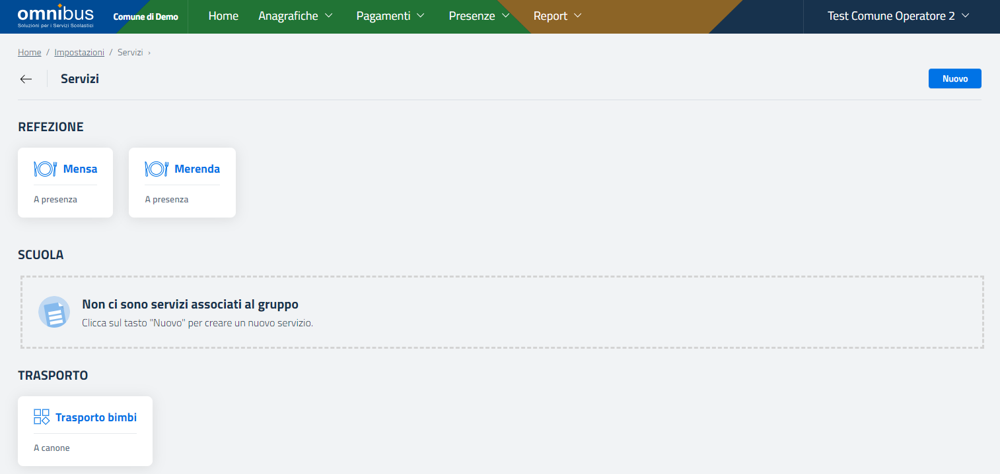 omnibus
Soluzioni per i Servizi Scolastici
Comune di Demo
Home
Anagrafiche
Pagamenti
Presenze
Report
Test Comune Operatore 2
Home / Impostazioni / Servizi ›
Servizi
Nuovo
REFEZIONE
Mensa
A presenza
Merenda
A presenza
SCUOLA
Non ci sono servizi associati al gruppo
Clicca sul tasto "Nuovo" per creare un nuovo servizio.
TRASPORTO
Trasporto bimbi
A canone